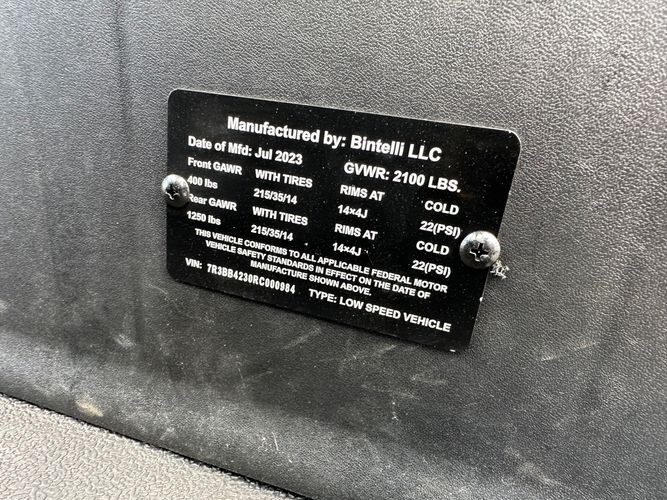 Manufactured by: Bintelli LLC
Date of Mfd: Jul 2023 GVWR: 2100 LBS.
Front GAWR WITH TIRES RIMS AT COLD
400 lbs 215/35/14 14×4J 22(PSI)
Rear GAWR WITH TIRES RIMS AT COLD
1250 lbs 215/35/14 14×4J 22(PSI)
THIS VEHICLE CONFORMS TO ALL APPLICABLE FEDERAL MOTOR
VEHICLE SAFETY STANDARDS IN EFFECT ON THE DATE OF
MANUFACTURE SHOWN ABOVE.
VIN: 7R3BB4230RC000984 TYPE: LOW SPEED VEHICLE